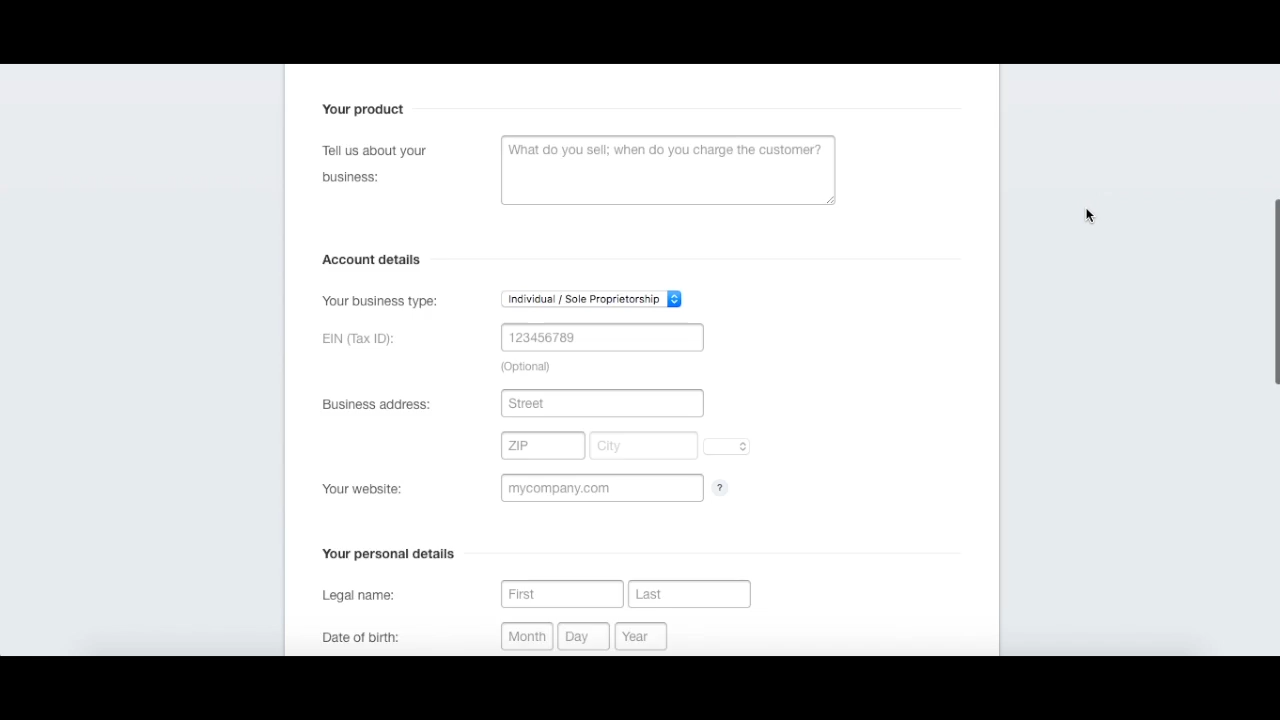 Your product
Tell us about your
business:
What do you sell; when do you charge the customer?
Account details
Your business type:
Individual / Sole Proprietorship
EIN (Tax ID):
123456789
(Optional)
Business address:
Street
ZIP
City
Your website:
mycompany.com
?
Your personal details
Legal name:
First
Last
Date of birth:
Month
Day
Year